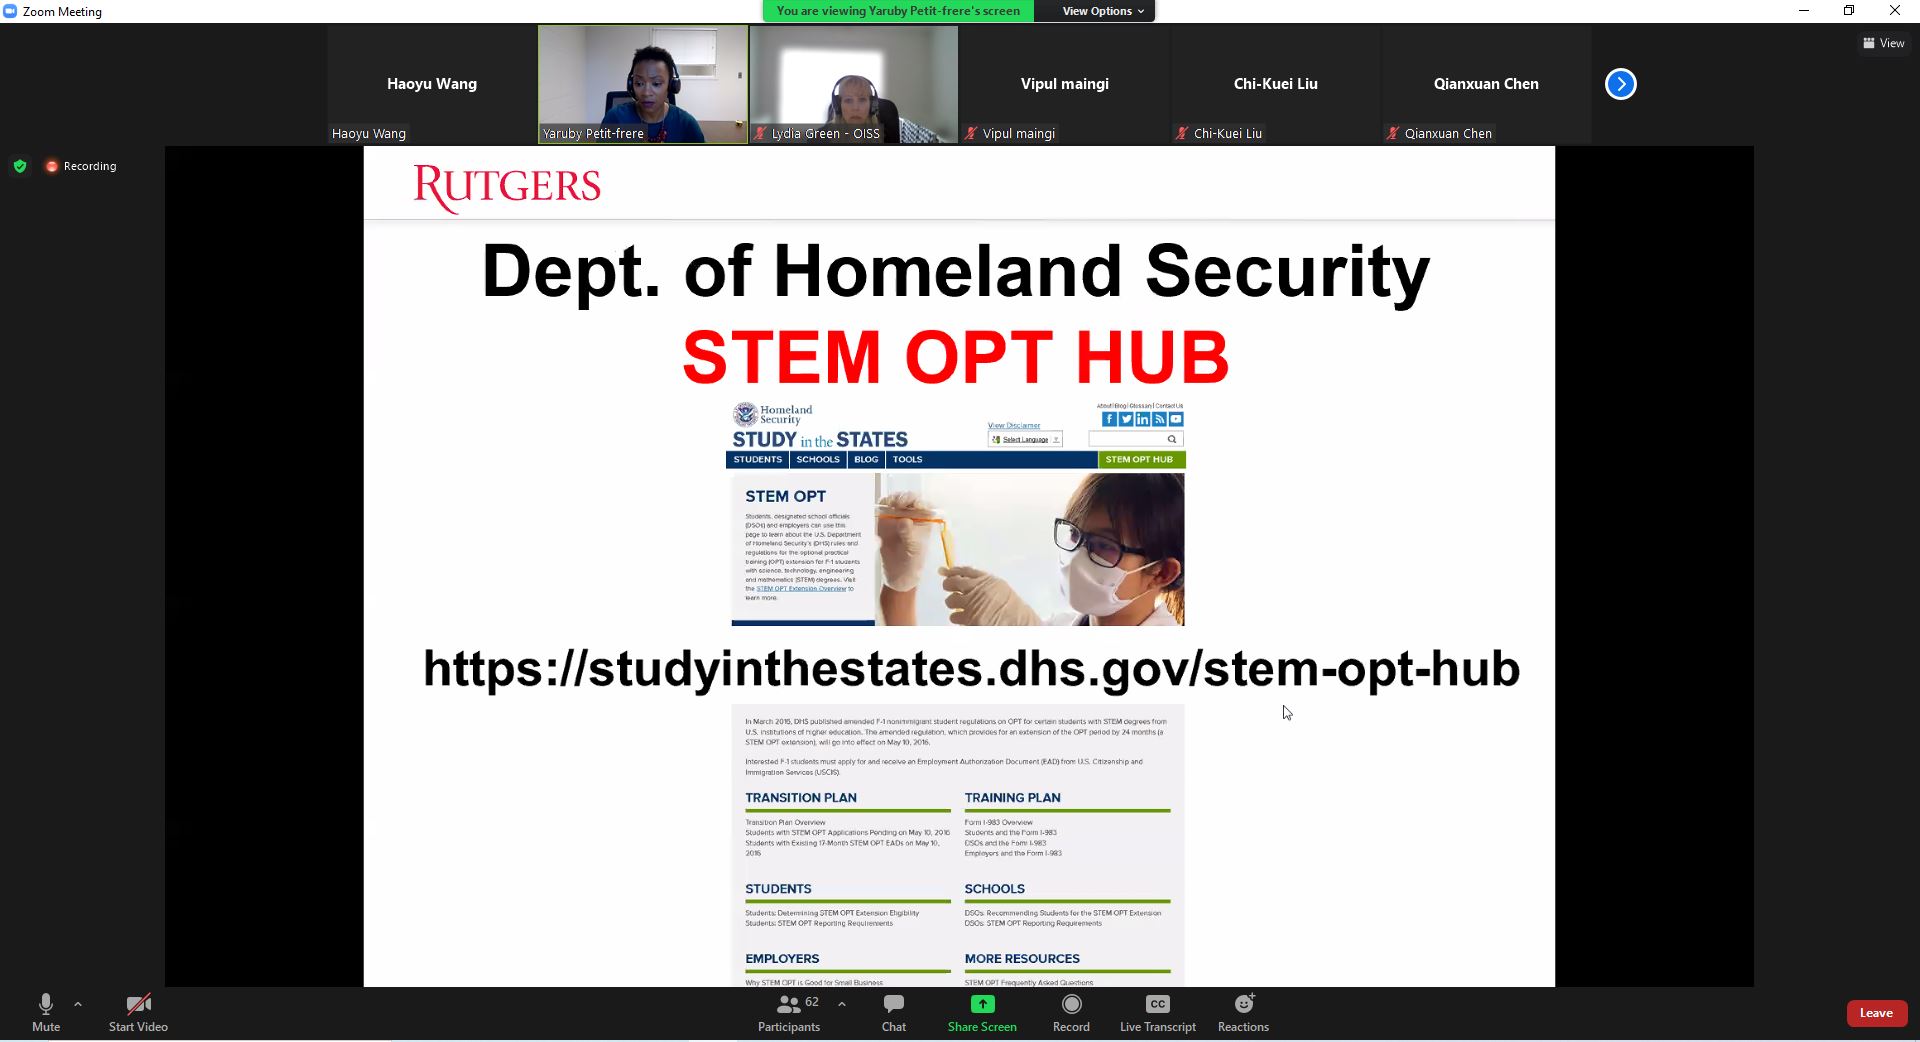 Zoom Meeting
You are viewing Yaruby Petit-frere's screen
View Options
View
Haoyu Wang
Haoyu Wang
Yaruby Petit-frere
Lydia Green - OISS
Vipul maingi
Vipul maingi
Chi-Kuei Liu
Chi-Kuei Liu
Qianxuan Chen
Qianxuan Chen
Recording
RUTGERS
Dept. of Homeland Security
STEM OPT HUB
Homeland
Security
About | Blog | Glossary | Contact Us
View Disclaimer
STUDY in the STATES
Select Language
STUDENTS SCHOOLS BLOG TOOLS STEM OPT HUB
STEM OPT
Students, designated school officials
(DSOs) and employers can use this
page to learn about the U.S. Department
of Homeland Security's (DHS) rules and
regulations for the optional practical
training (OPT) extension for F-1 students
with science, technology, engineering
and mathematics (STEM) degrees. Visit
the STEM OPT Extension Overview to
learn more.
https://studyinthestates.dhs.gov/stem-opt-hub
In March 2016, DHS published amended F-1 nonimmigrant student regulations on OPT for certain students with STEM degrees from
U.S. institutions of higher education. The amended regulation, which provides for an extension of the OPT period by 24 months (a
STEM OPT extension), will go into effect on May 10, 2016.
Interested F-1 students must apply for and receive an Employment Authorization Document (EAD) from U.S. Citizenship and
Immigration Services (USCIS).
TRANSITION PLAN
Transition Plan Overview
Students with STEM OPT Applications Pending on May 10, 2016
Students with Existing 17-Month STEM OPT EADs on May 10,
2016
TRAINING PLAN
Form I-983 Overview
Students and the Form I-983
DSOs and the Form I-983
Employers and the Form I-983
STUDENTS
Students: Determining STEM OPT Extension Eligibility
Students: STEM OPT Reporting Requirements
SCHOOLS
DSOs: Recommending Students for the STEM OPT Extension
DSOs: STEM OPT Reporting Requirements
EMPLOYERS
Why STEM OPT is Good for Small Business
MORE RESOURCES
STEM OPT Frequently Asked Questions
Mute
Start Video
62
Participants
Chat
Share Screen
Record
CC
Live Transcript
Reactions
Leave